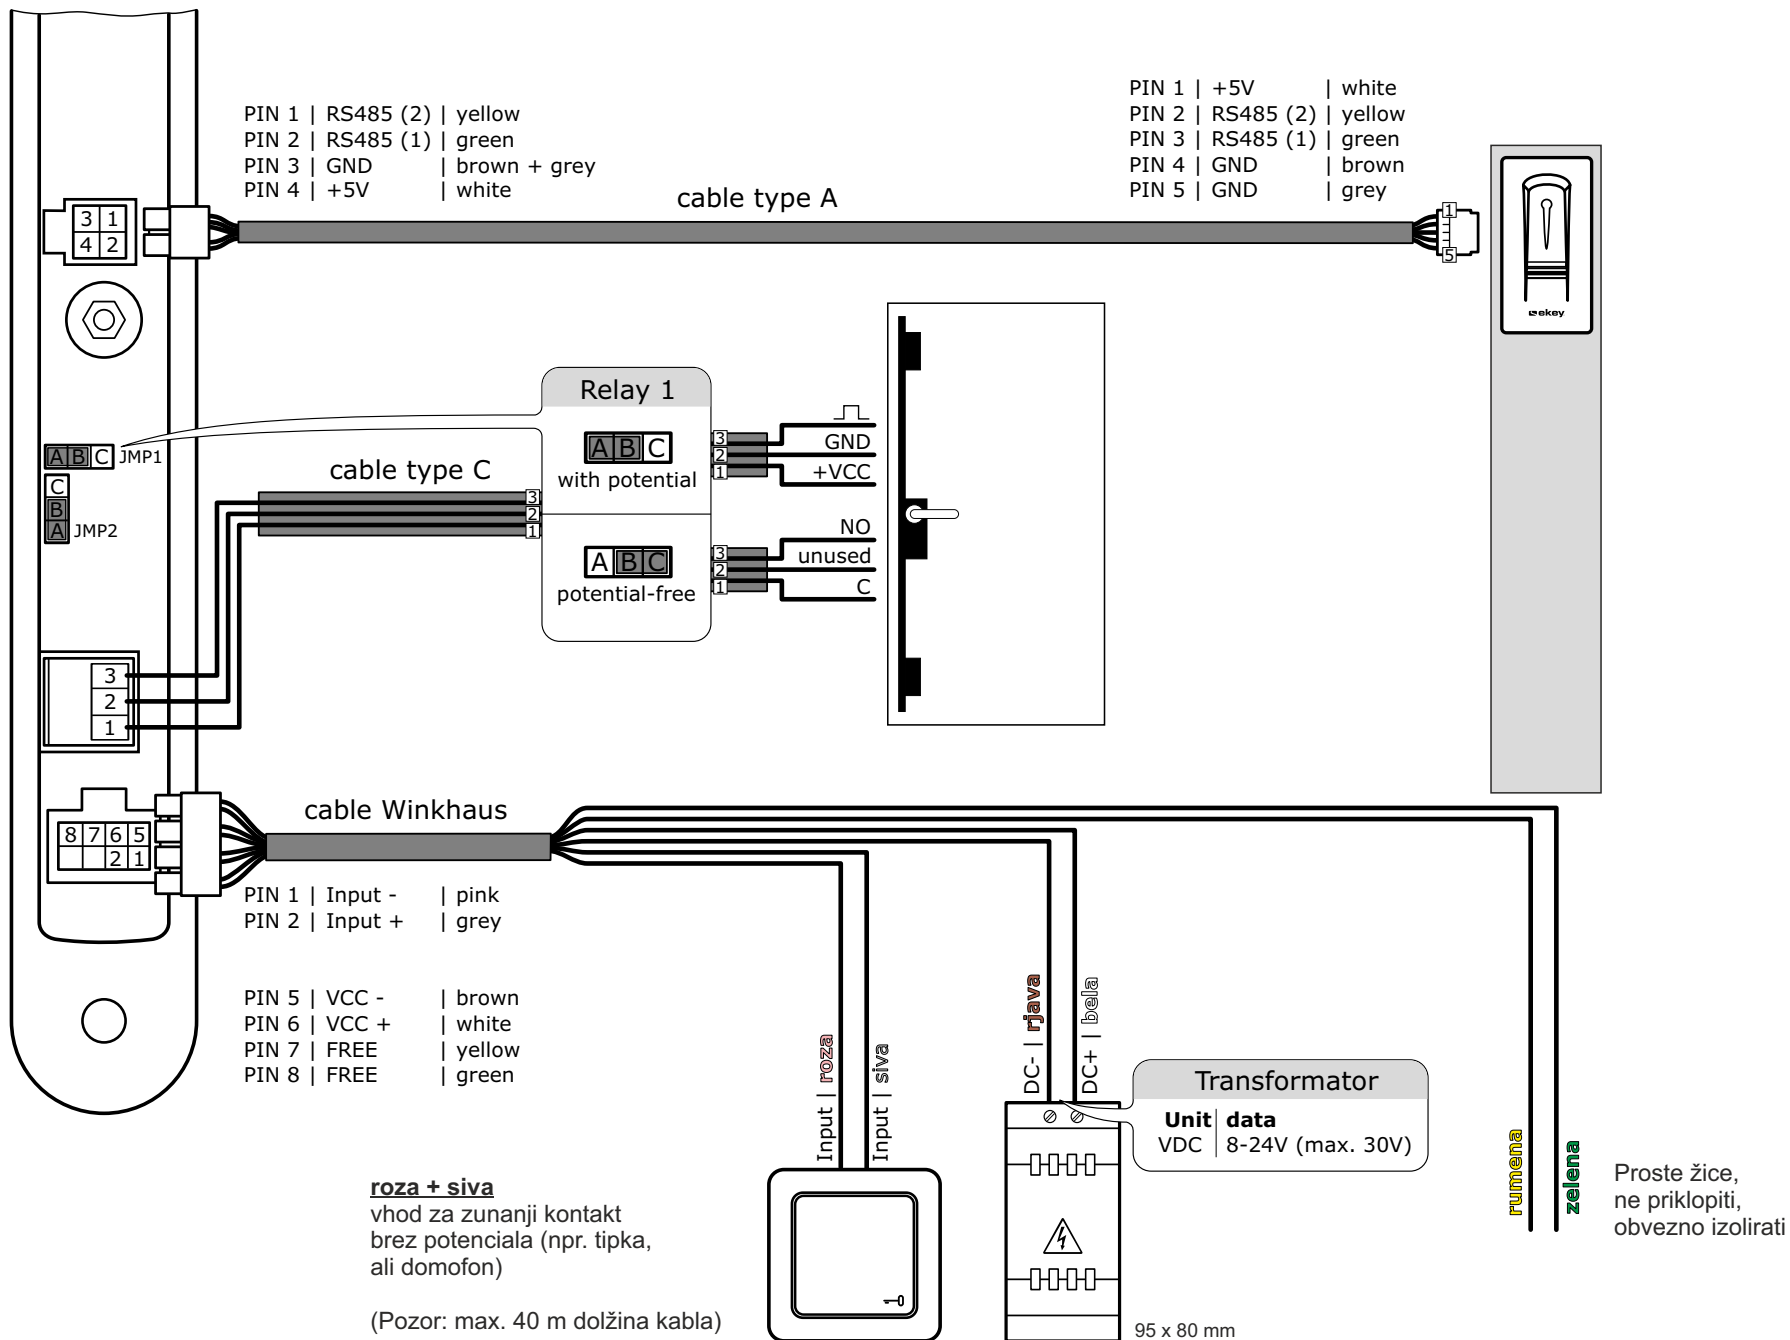 PIN 1 | RS485 (2) | yellow
PIN 2 | RS485 (1) | green
PIN 3 | GND | brown + grey
PIN 4 | +5V | white
PIN 1 | +5V | white
PIN 2 | RS485 (2) | yellow
PIN 3 | RS485 (1) | green
PIN 4 | GND | brown
PIN 5 | GND | grey
cable type A
3 1
4 2
1
5
ekey
Relay 1
A B C JMP1
C
B
A JMP2
cable type C
3
2
1
A B C
with potential
3
2
1
GND
+VCC
A B C
potential-free
3
2
1
NO
unused
C
3
2
1
cable Winkhaus
8 7 6 5
2 1
PIN 1 | Input - | pink
PIN 2 | Input + | grey
PIN 5 | VCC - | brown
PIN 6 | VCC + | white
PIN 7 | FREE | yellow
PIN 8 | FREE | green
Input | roza
Input | siva
DC- | rjava
DC+ | bela
Transformator
Unit | data
VDC | 8-24V (max. 30V)
rumena
zelena
Proste žice,
ne priklopiti,
obvezno izolirati
roza + siva
vhod za zunanji kontakt
brez potenciala (npr. tipka,
ali domofon)
(Pozor: max. 40 m dolžina kabla)
95 x 80 mm